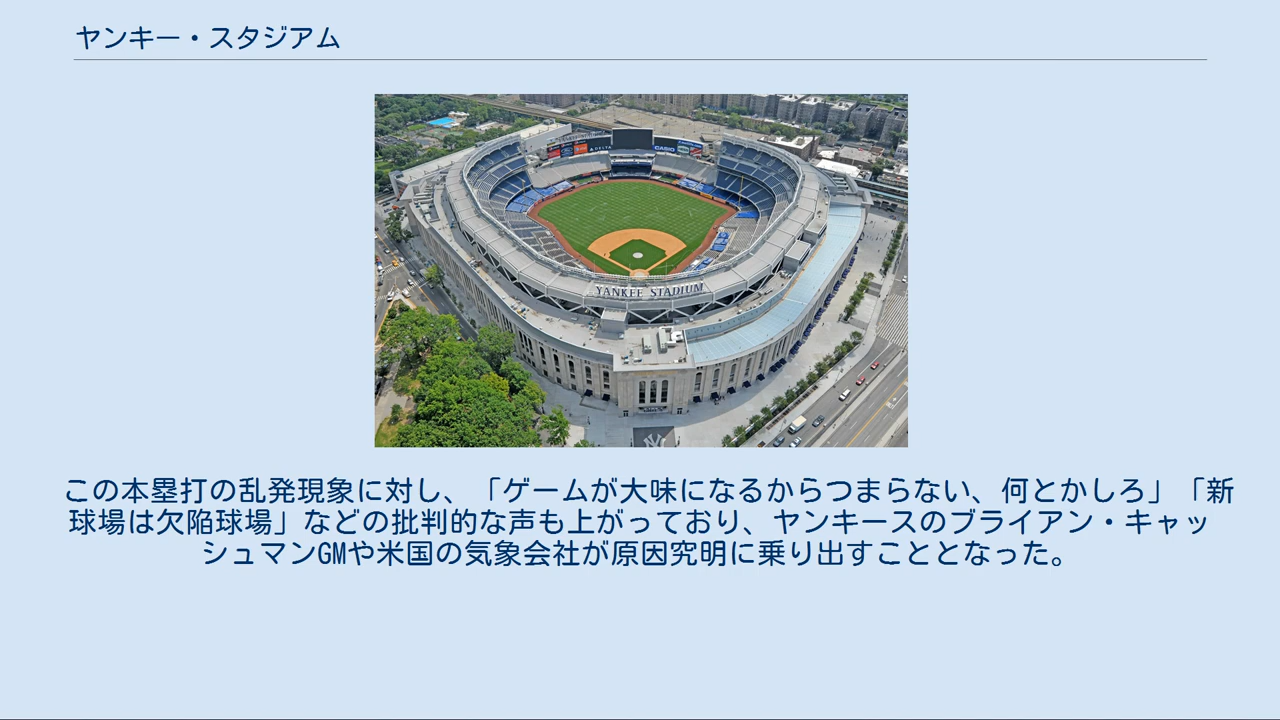 ヤンキー・スタジアム
DELTA
CASIO
YANKEE STADIUM
この本塁打の乱発現象に対し、「ゲームが大味になるからつまらない、何とかしろ」「新
球場は欠陥球場」などの批判的な声も上がっており、ヤンキースのブライアン・キャッ
シュマンGMや米国の気象会社が原因究明に乗り出すこととなった。